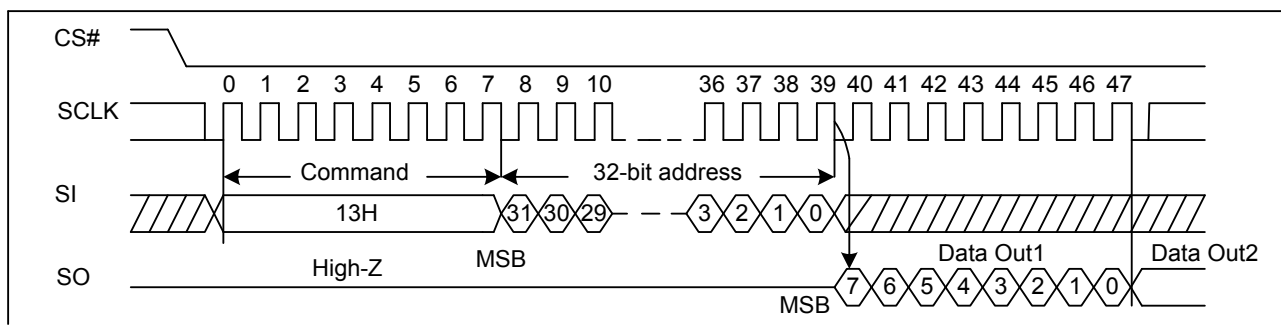 CS#
0 1 2 3 4 5 6 7 8 9 10 36 37 38 39 40 41 42 43 44 45 46 47
SCLK
Command 32-bit address
SI
13H 31 30 29 3 2 1 0
High-Z MSB Data Out1 Data Out2
SO
MSB 7 6 5 4 3 2 1 0